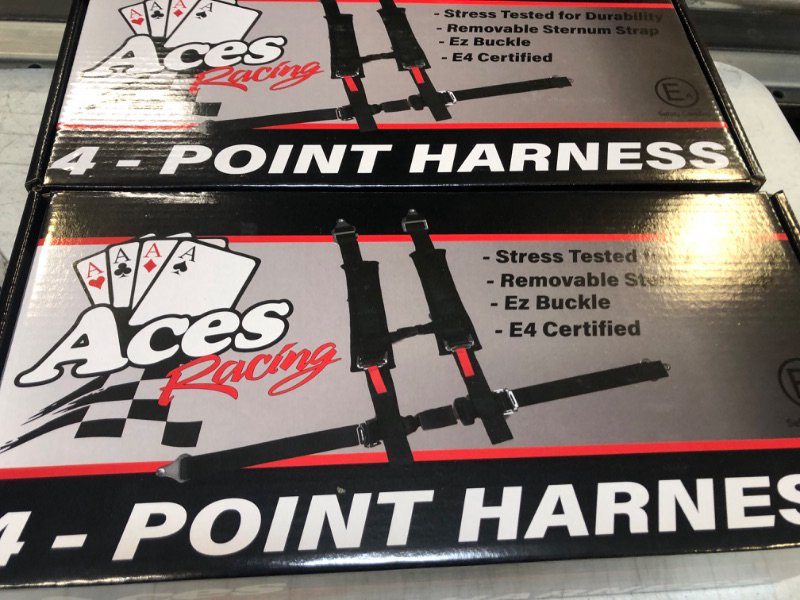 A A A A
Aces
Racing
- Stress Tested for Durability
- Removable Sternum Strap
- Ez Buckle
- E4 Certified
E4
4 - POINT HARNESS
A A A A
Aces
Racing
- Stress Tested
- Removable
- Ez Buckle
- E4 Certified
4 - POINT HARNESS